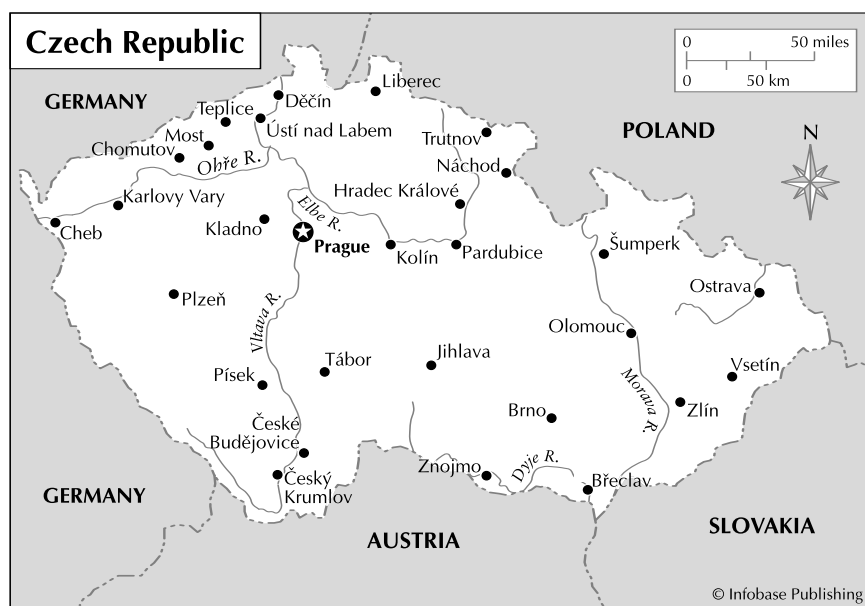 Czech Republic
0 50 miles
0 50 km
N
GERMANY
POLAND
GERMANY
AUSTRIA
SLOVAKIA
Liberec
Děčín
Teplice
Ústí nad Labem
Most
Chomutov
Ohře R.
Trutnov
Náchod
Karlovy Vary
Hradec Králové
Elbe R.
Cheb
Kladno
Prague
Kolín
Pardubice
Šumperk
Ostrava
Plzeň
Vltava R.
Olomouc
Tábor
Jihlava
Písek
Vsetín
Morava R.
Zlín
Brno
České
Budějovice
Znojmo
Dyje R.
Břeclav
Český
Krumlov
© Infobase Publishing